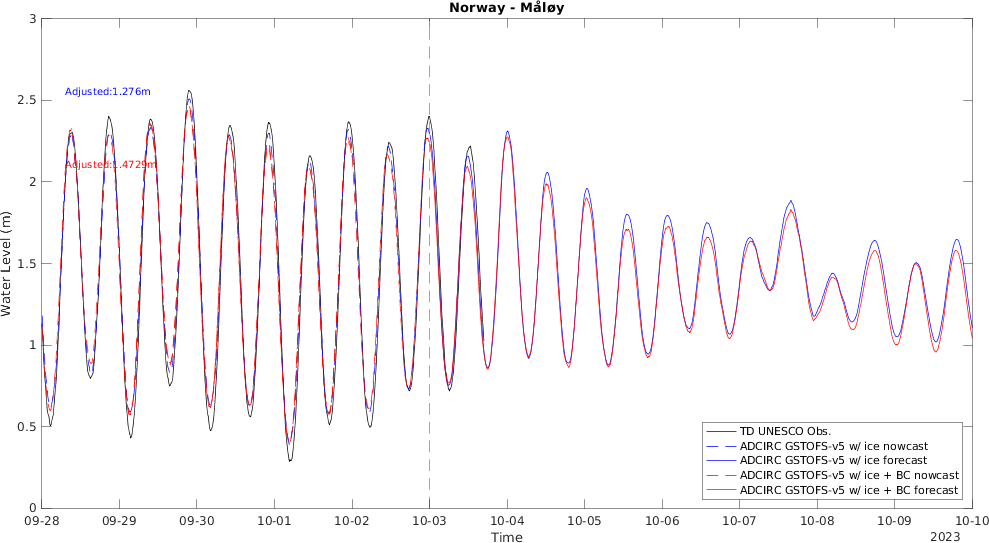 Norway - Måløy
3
2.5
2
1.5
1
0.5
0
Water Level (m)
Adjusted:1.276m
Adjusted:1.4729m
TD UNESCO Obs.
ADCIRC GSTOFS-v5 w/ ice nowcast
ADCIRC GSTOFS-v5 w/ ice forecast
ADCIRC GSTOFS-v5 w/ ice + BC nowcast
ADCIRC GSTOFS-v5 w/ ice + BC forecast
09-28 09-29 09-30 10-01 10-02 10-03 10-04 10-05 10-06 10-07 10-08 10-09 10-10
Time
2023